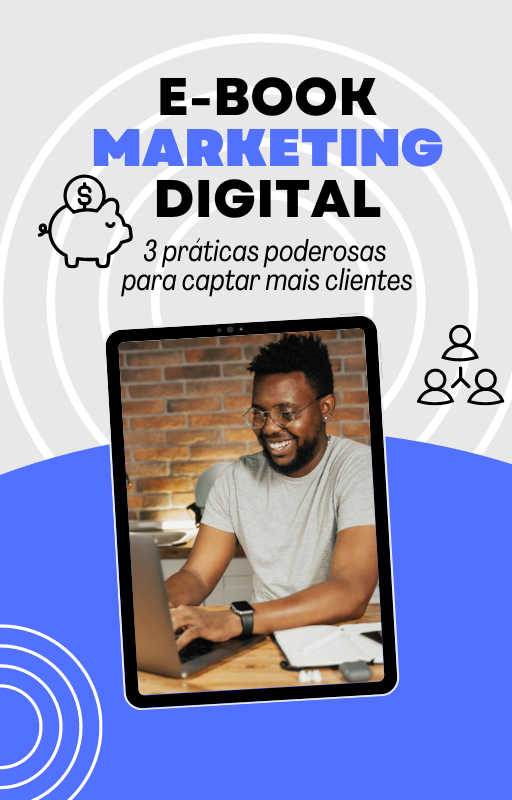 E-BOOK
MARKETING
DIGITAL
$
3 práticas poderosas
para captar mais clientes